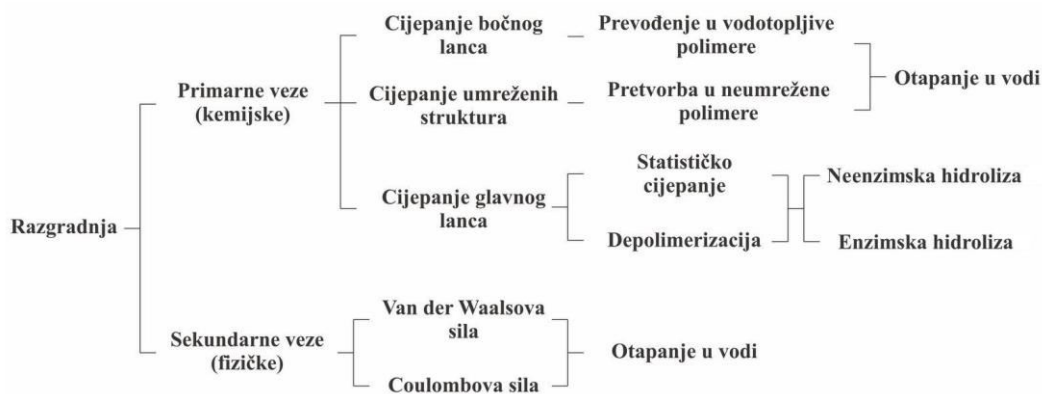 Razgradnja
Primarne veze
(kemijske)
Cijepanje bočnog
lanca
Prevođenje u vodotopljive
polimere
Cijepanje umreženih
struktura
Pretvorba u neumrežene
polimere
Otapanje u vodi
Cijepanje glavnog
lanca
Statističko
cijepanje
Depolimerizacija
Neenzimska hidroliza
Enzimska hidroliza
Sekundarne veze
(fizičke)
Van der Waalsova
sila
Coulombova sila
Otapanje u vodi